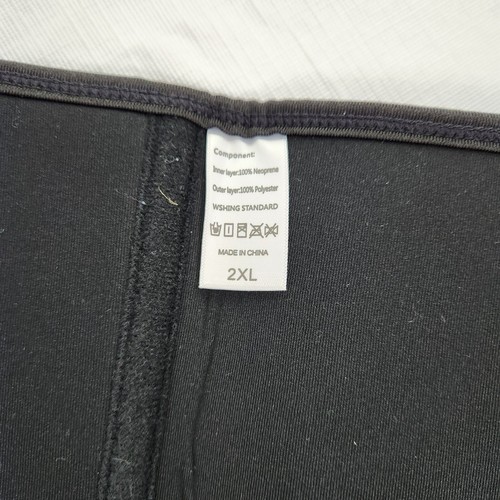 Component:
Inner layer:100% Neoprene
Outer layer:100% Polyester
WSHING STANDARD
MADE IN CHINA
2XL